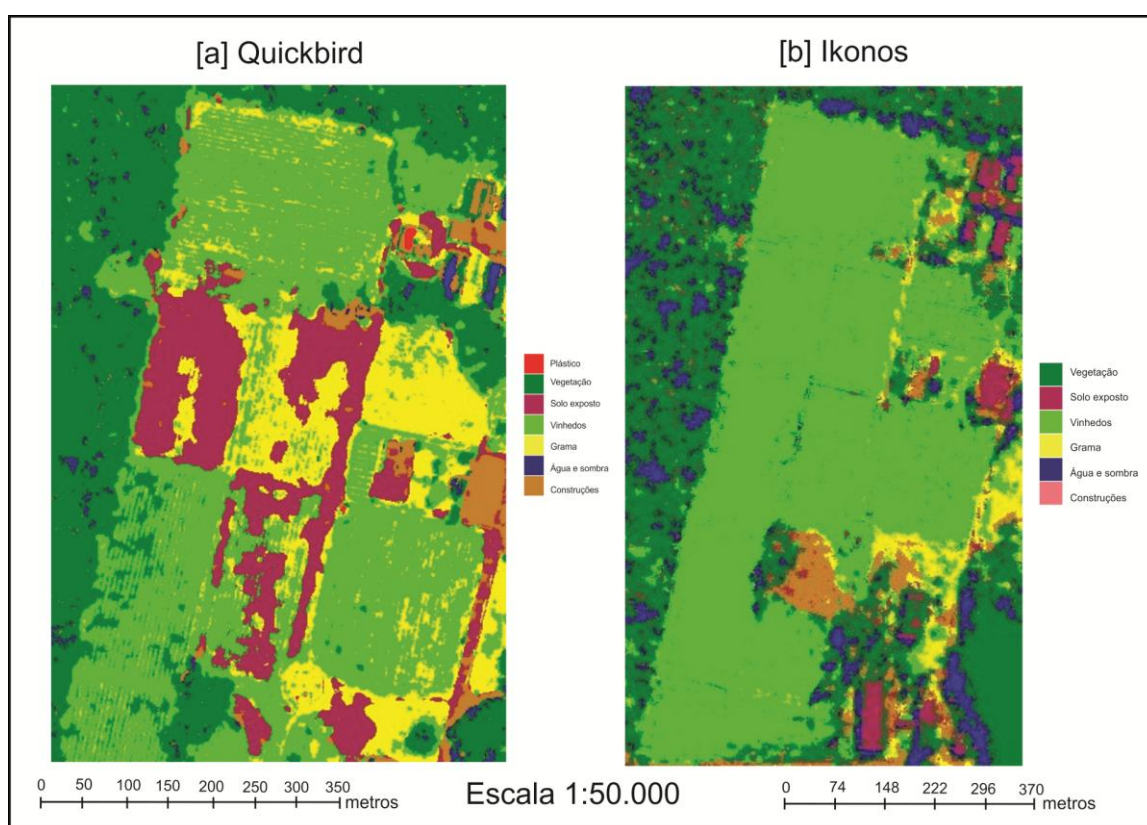 [a] Quickbird
[b] Ikonos
Plástico
Vegetação
Solo exposto
Vinhedos
Grama
Água e sombra
Construções
Vegetação
Solo exposto
Vinhedos
Grama
Água e sombra
Construções
0 50 100 150 200 250 300 350 metros
Escala 1:50.000
0 74 148 222 296 370 metros